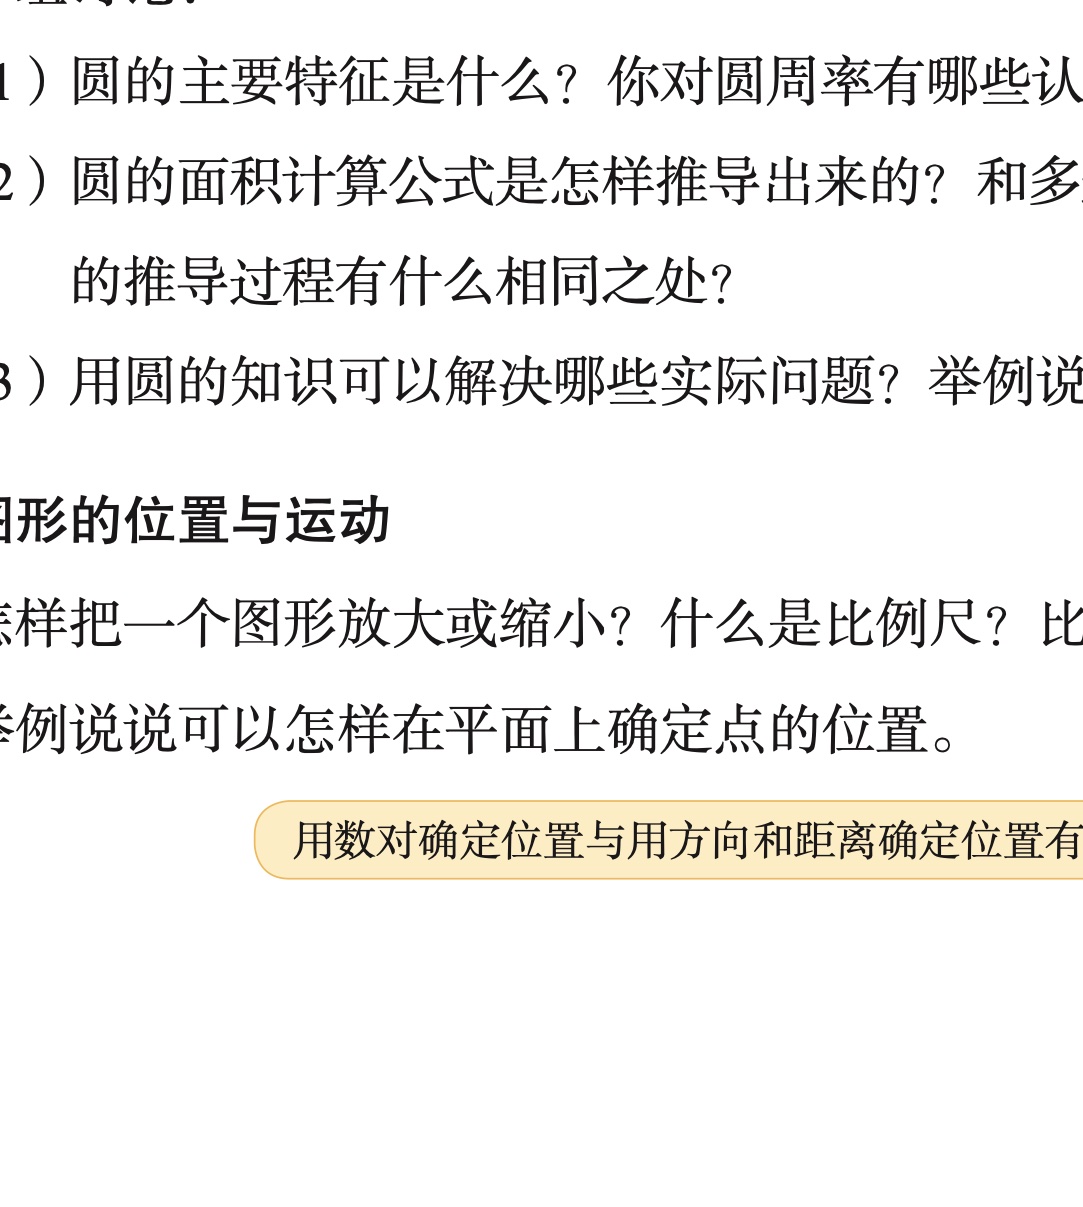 1）圆的主要特征是什么？你对圆周率有哪些认
2）圆的面积计算公式是怎样推导出来的？和多
的推导过程有什么相同之处？
3）用圆的知识可以解决哪些实际问题？举例说
图形的位置与运动
怎样把一个图形放大或缩小？什么是比例尺？比
举例说说可以怎样在平面上确定点的位置。
用数对确定位置与用方向和距离确定位置有